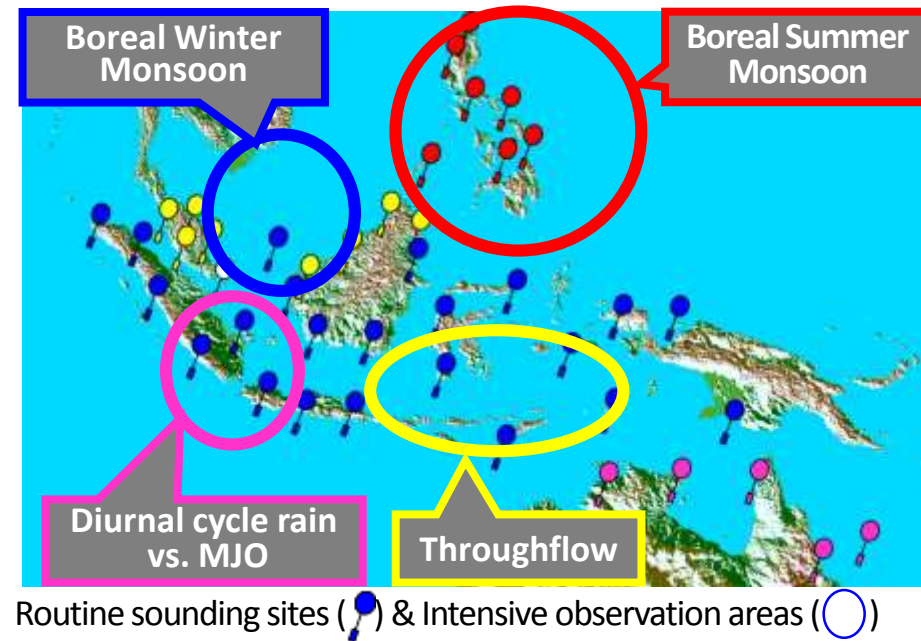 Boreal Winter
Monsoon
Boreal Summer
Monsoon
Diurnal cycle rain
vs. MJO
Throughflow
Routine sounding sites ( ) & Intensive observation areas ( )